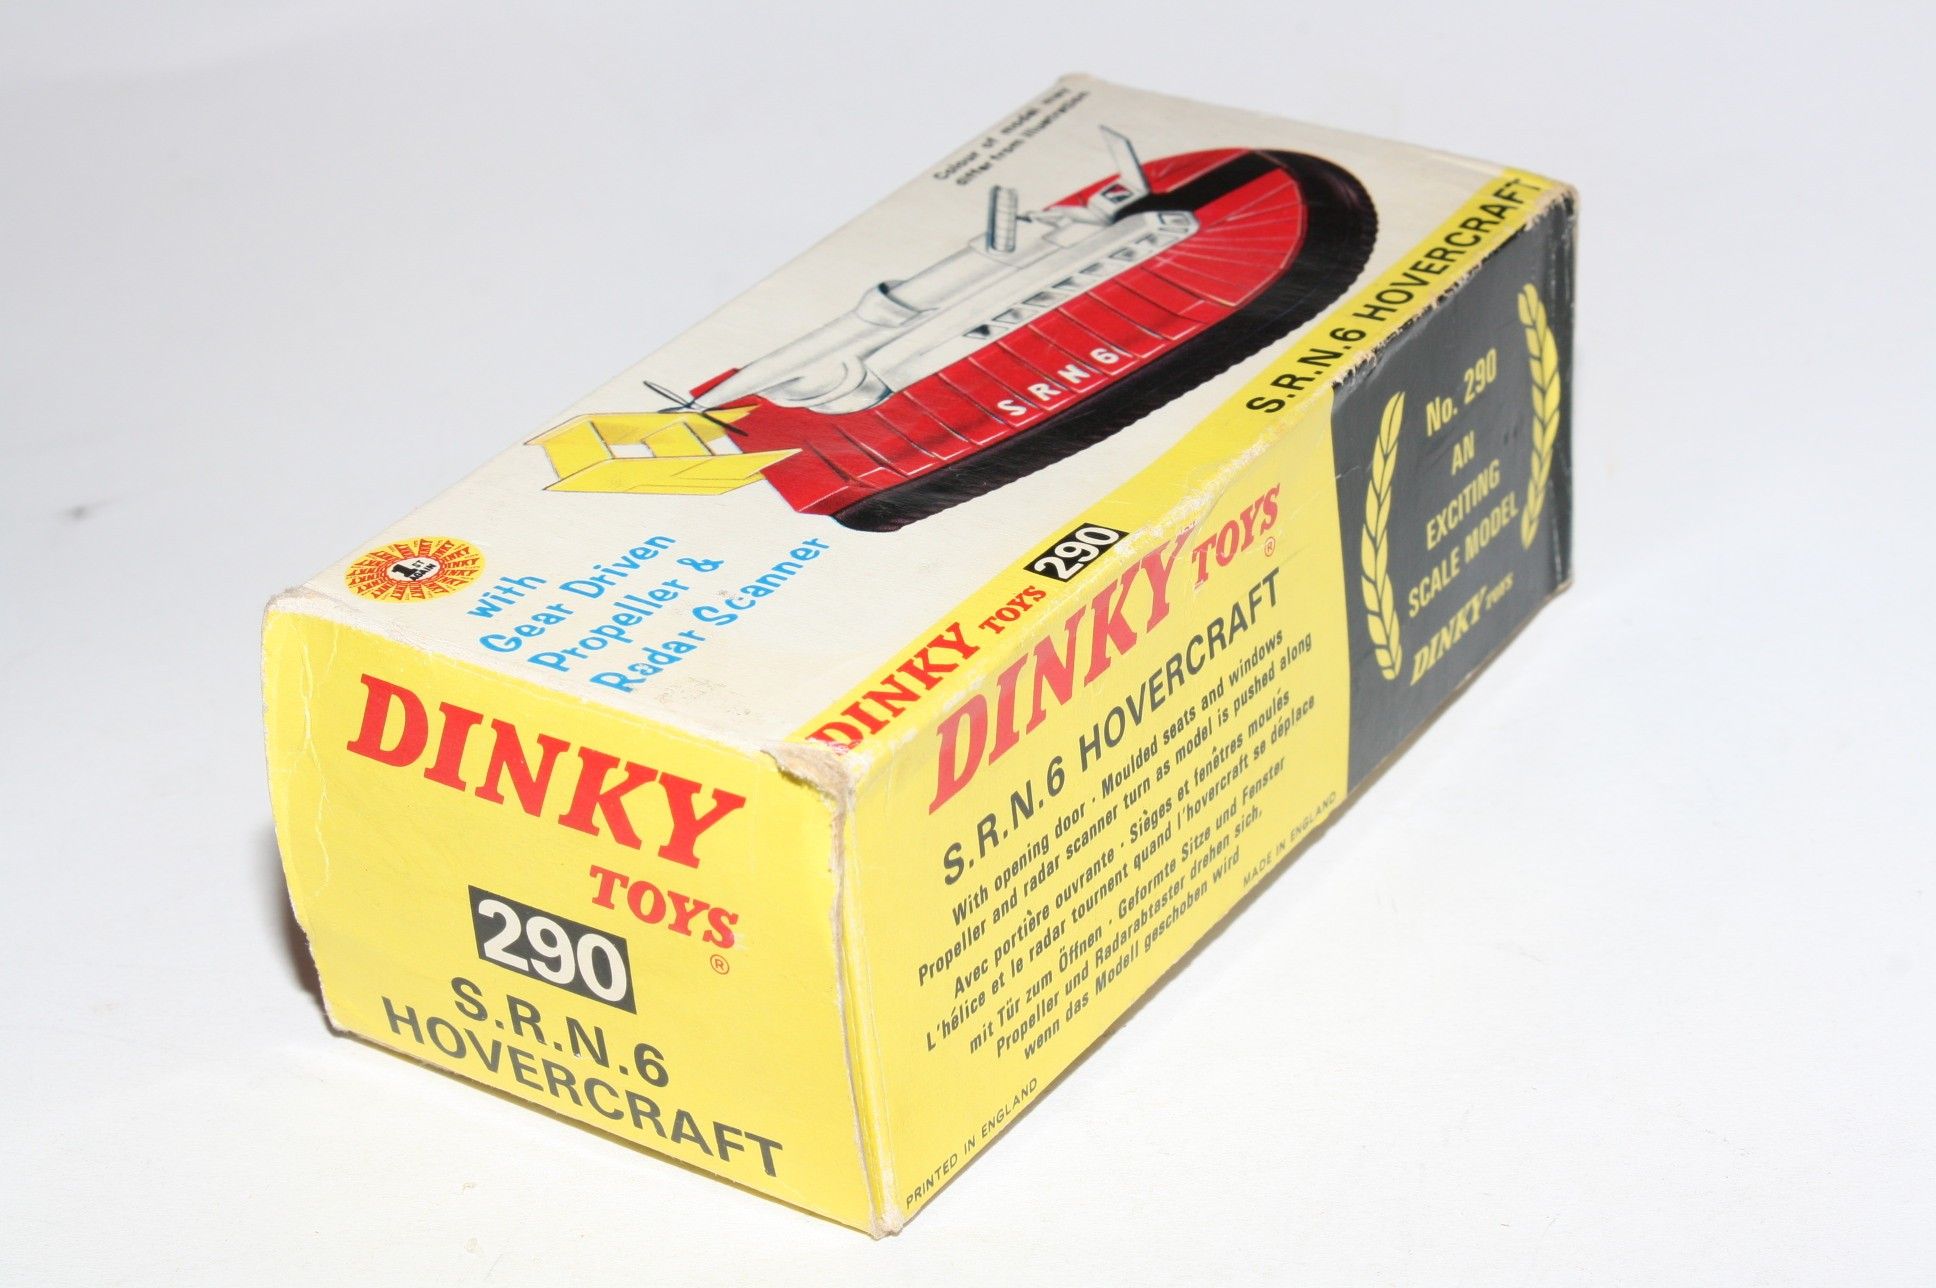 Colour of model may
differ from illustration
S R N 6
1ST
AGAIN
with
Gear Driven
Propeller &
Radar Scanner
DINKY TOYS 290 S.R.N.6 HOVERCRAFT
DINKY
TOYS
®
290
S.R.N.6
HOVERCRAFT
DINKY TOYS
®
S.R.N.6 HOVERCRAFT
With opening door · Moulded seats and windows
Propeller and radar scanner turn as model is pushed along
Avec portière ouvrante · Sièges et fenêtres moulés
L'hélice et le radar tournent quand l'hovercraft se déplace
mit Tür zum Öffnen · Geformte Sitze und Fenster
Propeller und Radarabtaster drehen sich,
wenn das Modell geschoben wird
PRINTED IN ENGLAND
MADE IN ENGLAND
No. 290
AN
EXCITING
SCALE MODEL
DINKY TOYS